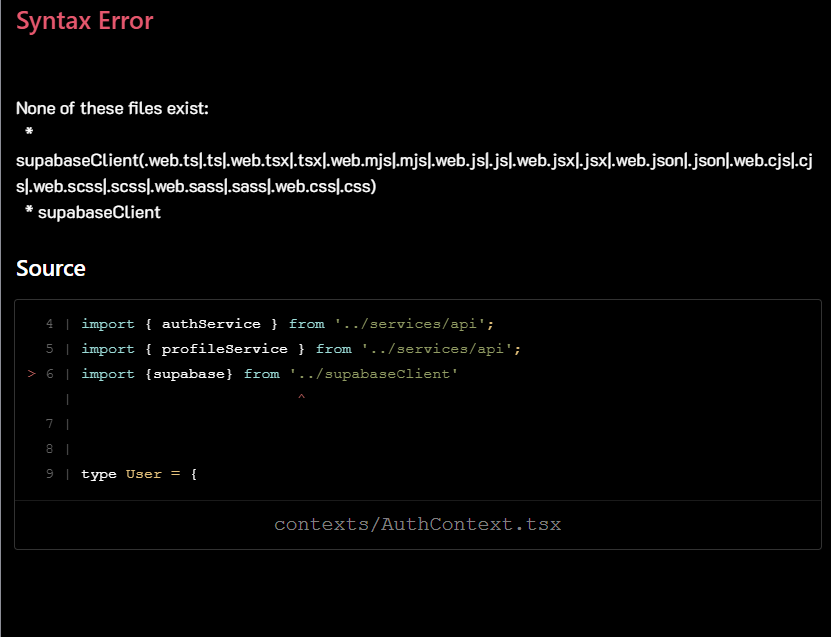 Syntax Error
None of these files exist:
*
supabaseClient(.web.ts|.ts|.web.tsx|.tsx|.web.mjs|.mjs|.web.js|.js|.web.jsx|.jsx|.web.json|.json|.web.cjs|.cj
s|.web.scss|.scss|.web.sass|.sass|.web.css|.css)
* supabaseClient
Source
4 | import { authService } from '../services/api';
5 | import { profileService } from '../services/api';
> 6 | import {supabase} from '../supabaseClient'
| ^
7 |
8 |
9 | type User = {
contexts/AuthContext.tsx